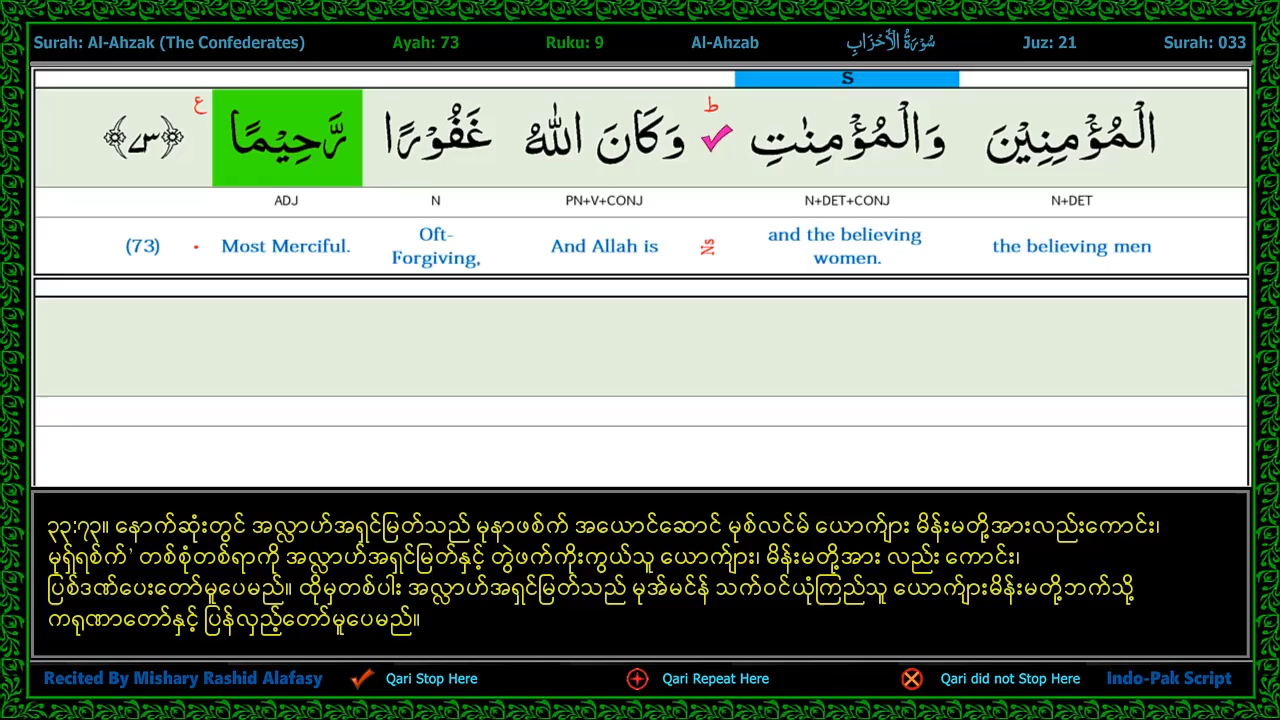 Surah: Al-Ahzak (The Confederates) Ayah: 73 Ruku: 9 Al-Ahzab سُوْرَةُ الْأَحْزَابِ Juz: 21 Surah: 033
S
الْمُؤْمِنِيْنَ وَالْمُؤْمِنٰتِ ؕ وَكَانَ اللّٰهُ غَفُوْرًا رَّحِيْمًا ع ﴿۷۳﴾
ADJ N PN+V+CONJ N+DET+CONJ N+DET
(73) • Most Merciful. Oft-Forgiving, And Allah is Ns and the believing women. the believing men
၃၃:၇၃။ နောက်ဆုံးတွင် အလ္လာဟ်အရှင်မြတ်သည် မုနာဖစ်က် အယောင်ဆောင် မုစ်လင်မ် ယောက်ျား မိန်းမတို့အားလည်းကောင်း၊
မုရှ်ရစ်က်’ တစ်စုံတစ်ရာကို အလ္လာဟ်အရှင်မြတ်နှင့် တွဲဖက်ကိုးကွယ်သူ ယောက်ျား၊ မိန်းမတို့အား လည်း ကောင်း၊
ပြစ်ဒဏ်ပေးတော်မူပေမည်။ ထိုမှတစ်ပါး အလ္လာဟ်အရှင်မြတ်သည် မုအ်မင်န် သက်ဝင်ယုံကြည်သူ ယောက်ျားမိန်းမတို့ဘက်သို့
ကရုဏာတော်နှင့် ပြန်လှည့်တော်မူပေမည်။
Recited By Mishary Rashid Alafasy Qari Stop Here Qari Repeat Here Qari did not Stop Here Indo-Pak Script